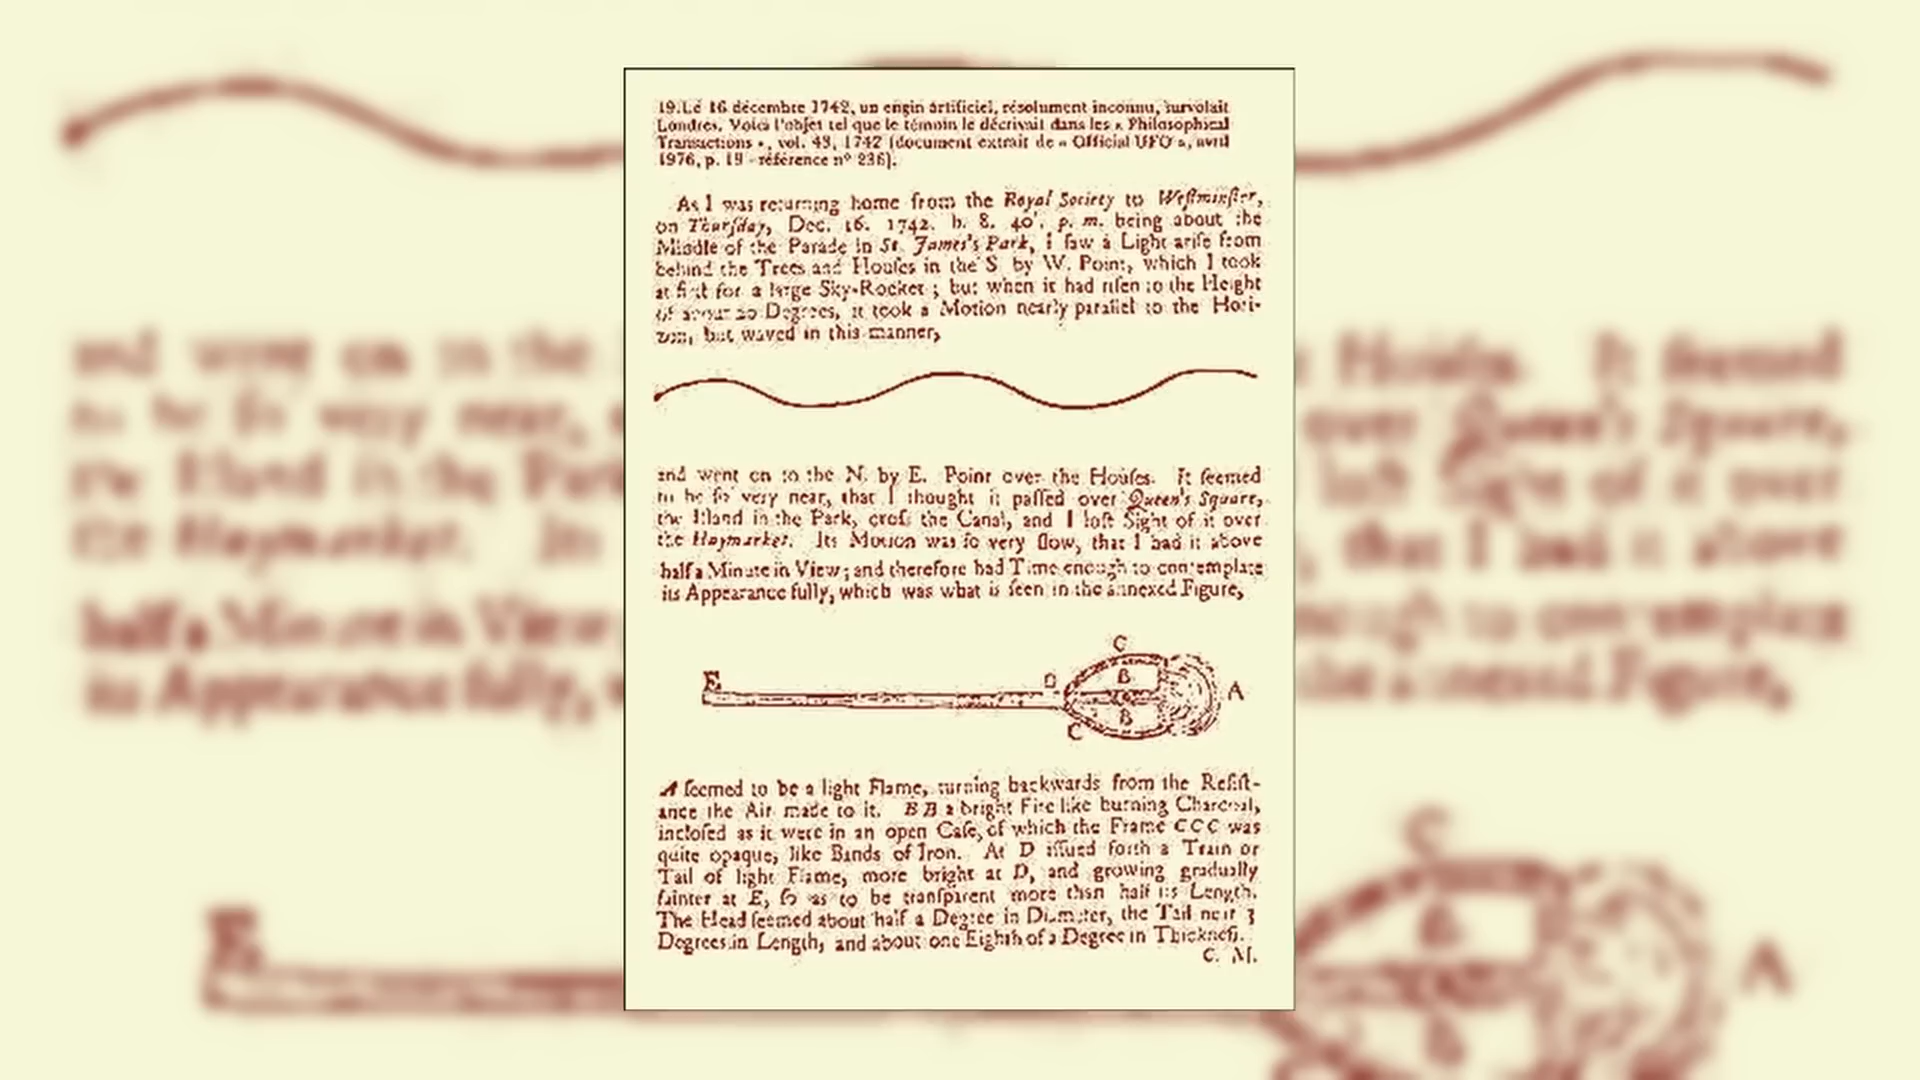 19. Le 16 décembre 1742, un engin artificiel, résolument inconnu, survolait
Londres. Voici l'objet tel que le témoin le décrivait dans les « Philosophical
Transactions », vol. 43, 1742 (document extrait de « Official UFO », avril
1976, p. 19 - référence nº 236).
As I was returning home from the Royal Society to Weſtminſter,
on Thurſday, Dec. 16. 1742. h. 8. 40'. p. m. being about the
Middle of the Parade in St. James's Park, I ſaw a Light ariſe from
behind the Trees and Houſes in the S. by W. Point, which I took
at firſt for a large Sky-Rocket; but when it had riſen to the Height
of about 20 Degrees, it took a Motion nearly parallel to the Hori-
zon, but waved in this manner,
and went on to the N. by E. Point over the Houſes. It ſeemed
to be ſo very near, that I thought it paſſed over Queen's Square,
the Iſland in the Park, croſs the Canal, and I loſt Sight of it over
the Haymarket. Its Motion was ſo very ſlow, that I had it above
half a Minute in View; and therefore had Time enough to contemplate
its Appearance fully, which was what is ſeen in the annexed Figure,
C
E D B A
B
C
A ſeemed to be a light Flame, turning backwards from the Reſiſt-
ance the Air made to it. BB a bright Fire like burning Charcoal,
incloſed as it were in an open Caſe, of which the Frame CCC was
quite opaque, like Bands of Iron. At D iſſued forth a Train or
Tail of light Flame, more bright at D, and growing gradually
fainter at E, ſo as to be tranſparent more than half its Length.
The Head ſeemed about half a Degree in Diameter, the Tail near 3
Degrees in Length, and about one Eighth of a Degree in Thickneſs.
C. M.